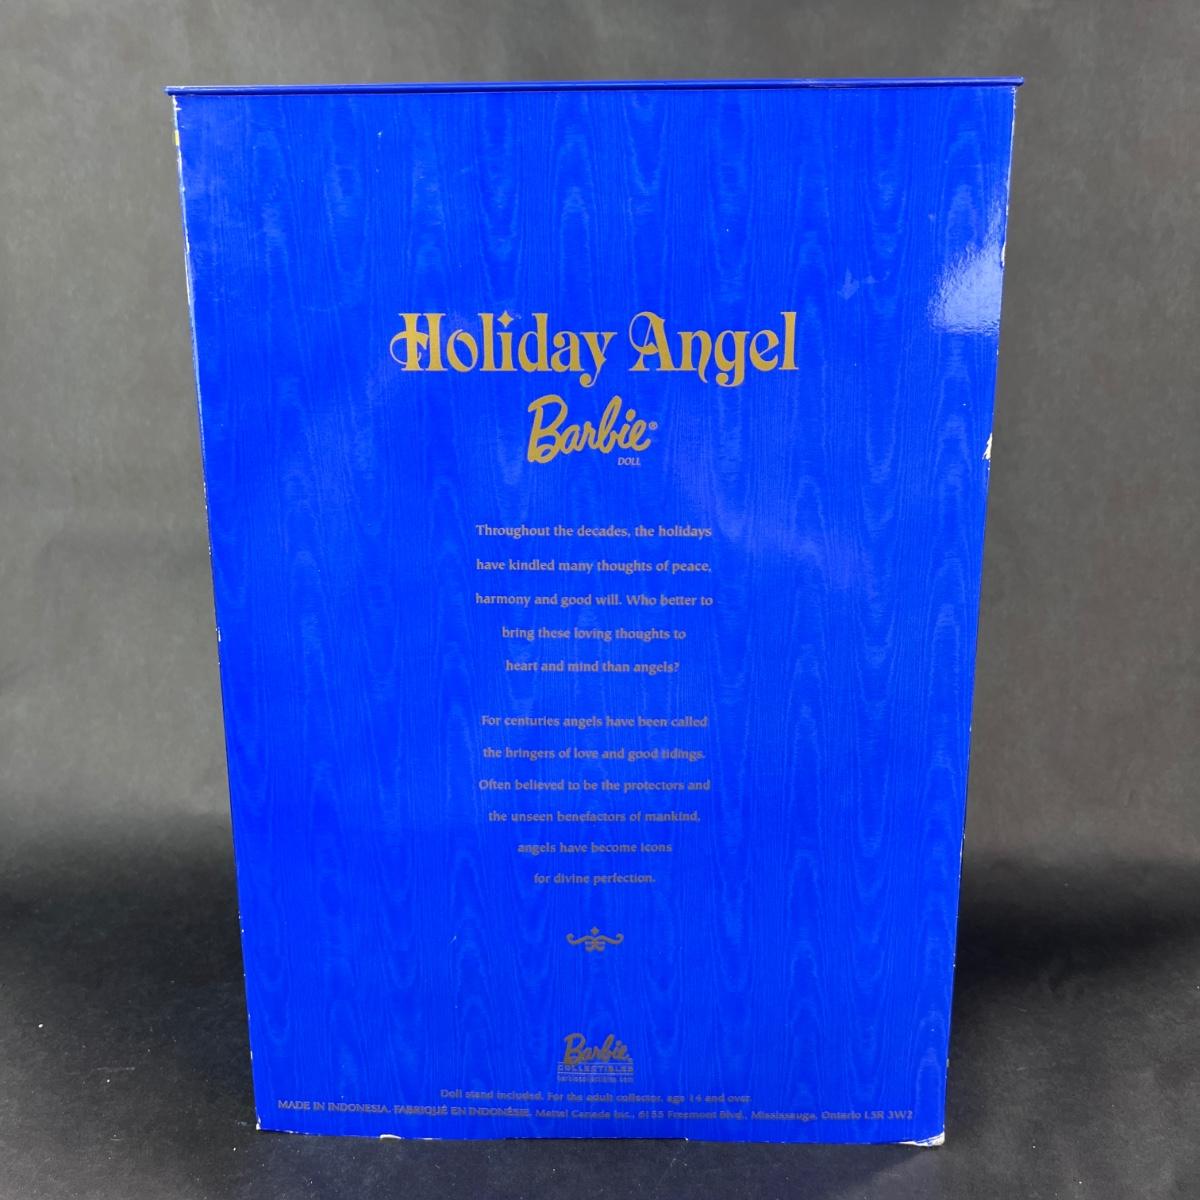 Holiday Angel
Barbie®
DOLL
Throughout the decades, the holidays
have kindled many thoughts of peace,
harmony and good will. Who better to
bring these loving thoughts to
heart and mind than angels?
For centuries angels have been called
the bringers of love and good tidings.
Often believed to be the protectors and
the unseen benefactors of mankind,
angels have become icons
for divine perfection.
Barbie
COLLECTIBLES
barbiecollectibles.com
Doll stand included. For the adult collector, age 14 and over.
MADE IN INDONESIA. FABRIQUÉ EN INDONÉSIE. Mattel Canada Inc., 6155 Freemont Blvd., Mississauga, Ontario L5R 3W2